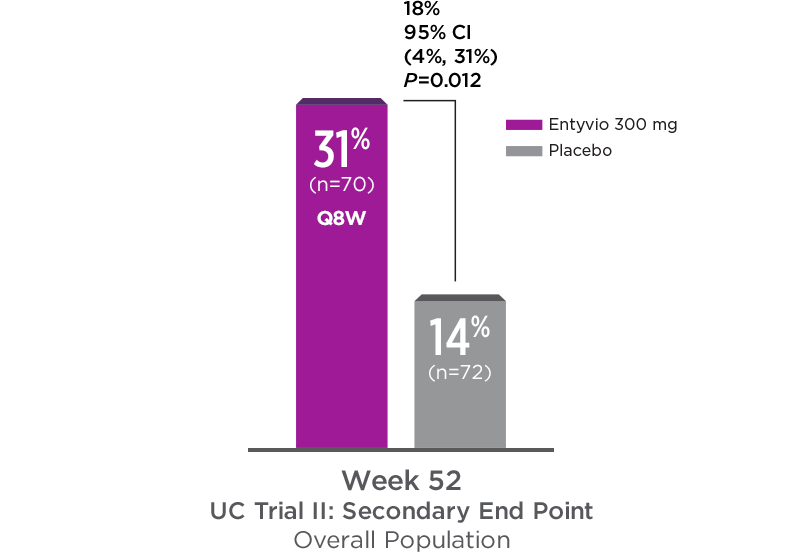 18%
95% CI
(4%, 31%)
P=0.012
Entyvio 300 mg
Placebo
31%
(n=70)
Q8W
14%
(n=72)
Week 52
UC Trial II: Secondary End Point
Overall Population